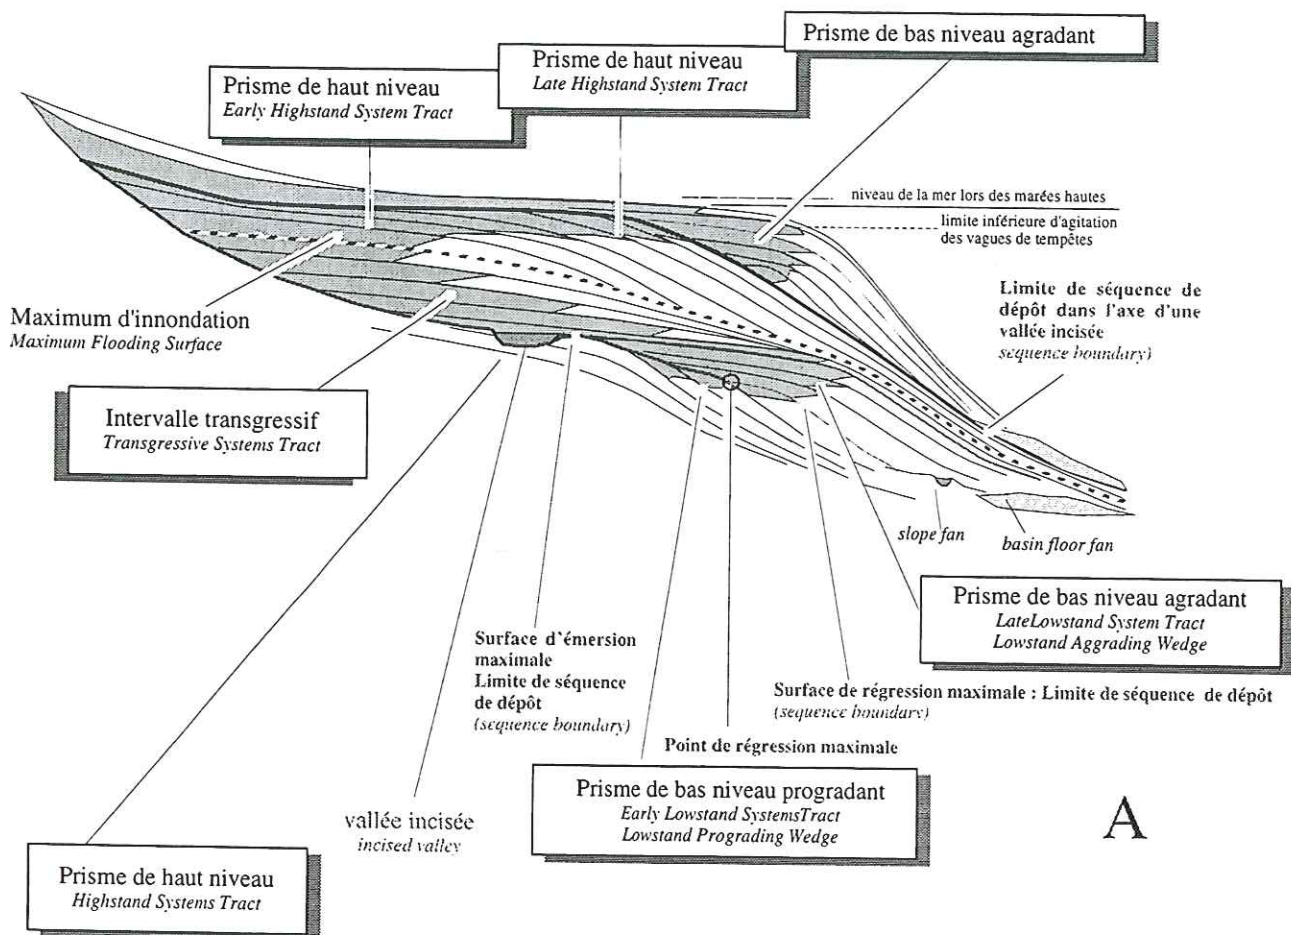 Prisme de bas niveau agradant
Prisme de haut niveau
Late Highstand System Tract
Prisme de haut niveau
Early Highstand System Tract
niveau de la mer lors des marées hautes
limite inférieure d'agitation
des vagues de tempêtes
Limite de séquence de
dépôt dans l'axe d'une
vallée incisée
sequence boundary)
Maximum d'innondation
Maximum Flooding Surface
Intervalle transgressif
Transgressive Systems Tract
slope fan
basin floor fan
Prisme de bas niveau agradant
LateLowstand System Tract
Lowstand Aggrading Wedge
Surface d'émersion
maximale
Limite de séquence
de dépôt
(sequence boundary)
Surface de régression maximale : Limite de séquence de dépôt
(sequence boundary)
Point de régression maximale
Prisme de bas niveau progradant
Early Lowstand SystemsTract
Lowstand Prograding Wedge
vallée incisée
incised valley
A
Prisme de haut niveau
Highstand Systems Tract